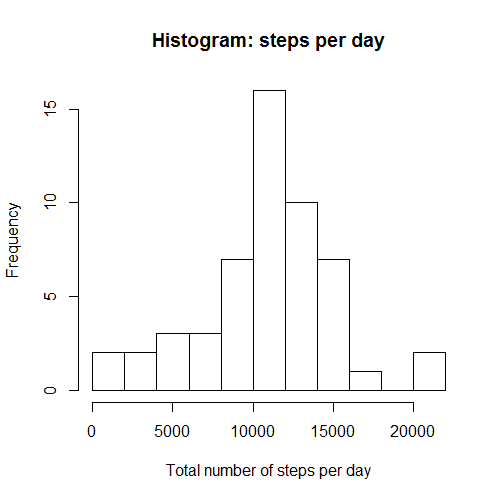 Histogram: steps per day
15
10
5
0
Frequency
0 5000 10000 15000 20000
Total number of steps per day